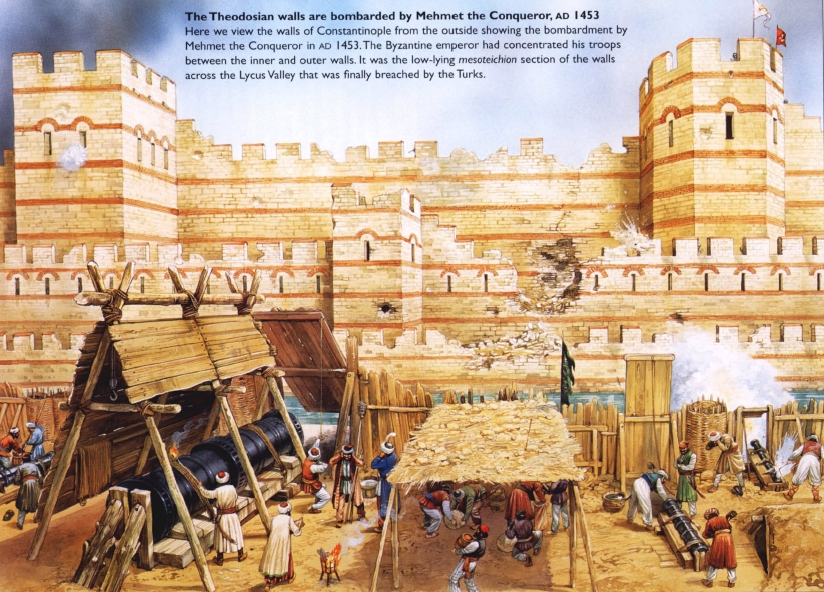 The Theodosian walls are bombarded by Mehmet the Conqueror, AD 1453
Here we view the walls of Constantinople from the outside showing the bombardment by
Mehmet the Conqueror in AD 1453. The Byzantine emperor had concentrated his troops
between the inner and outer walls. It was the low-lying mesoteichion section of the walls
across the Lycus Valley that was finally breached by the Turks.